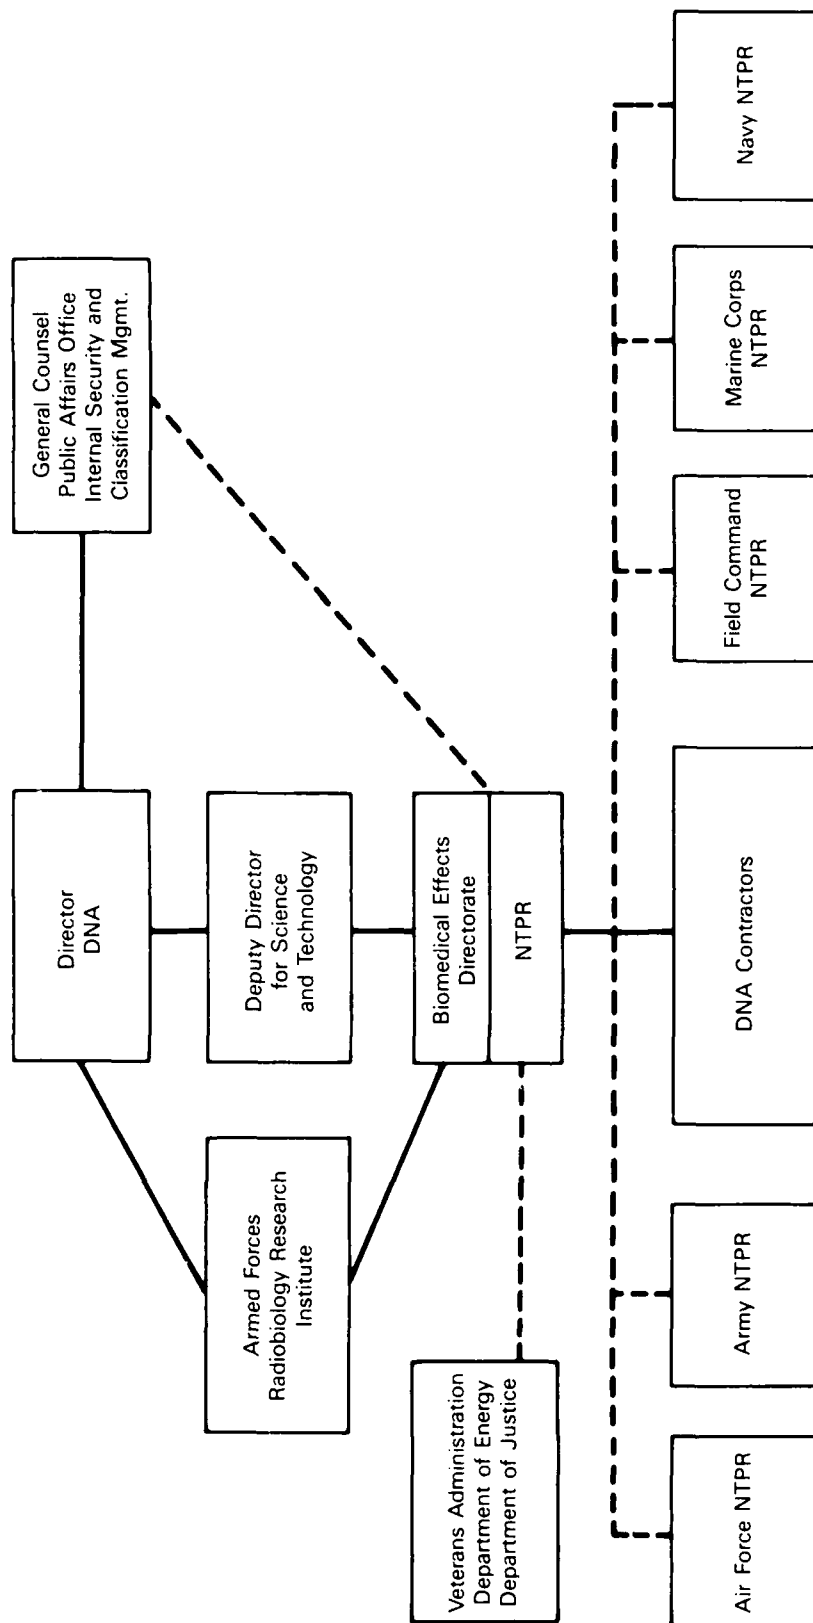 Director
DNA
General Counsel
Public Affairs Office
Internal Security and
Classification Mgmt.
Armed Forces
Radiobiology Research
Institute
Deputy Director
for Science
and Technology
Veterans Administration
Department of Energy
Department of Justice
Biomedical Effects
Directorate
NTPR
Air Force NTPR
Army NTPR
DNA Contractors
Field Command
NTPR
Marine Corps
NTPR
Navy NTPR